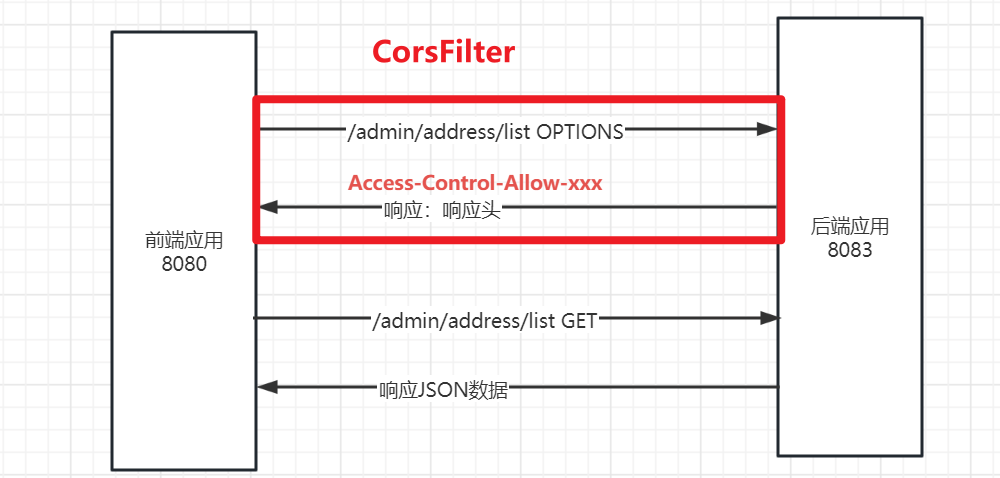 CorsFilter
/admin/address/list OPTIONS
Access-Control-Allow-xxx
响应：响应头
前端应用
8080
后端应用
8083
/admin/address/list GET
响应JSON数据